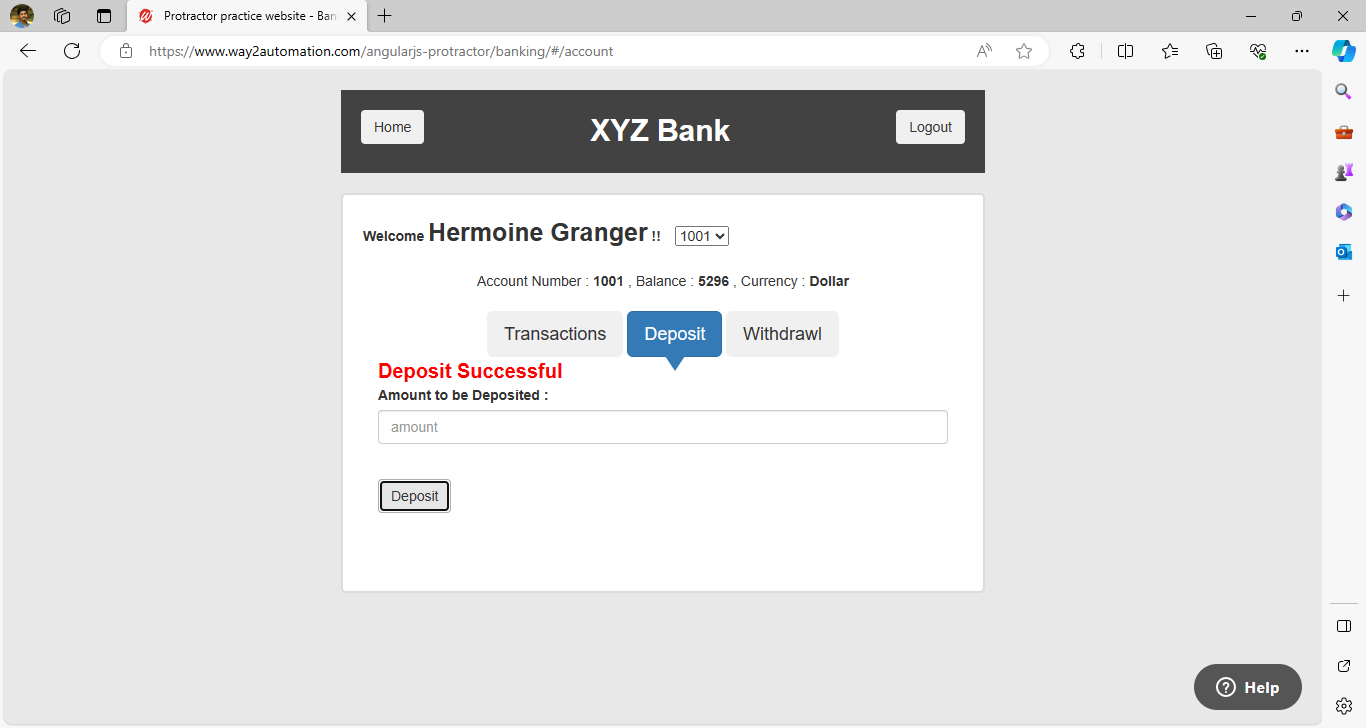 Protractor practice website - Ban
https://www.way2automation.com/angularjs-protractor/banking/#/account
Home
XYZ Bank
Logout
Welcome Hermoine Granger !! 1001
Account Number : 1001 , Balance : 5296 , Currency : Dollar
Transactions
Deposit
Withdrawl
Deposit Successful
Amount to be Deposited :
amount
Deposit
Help